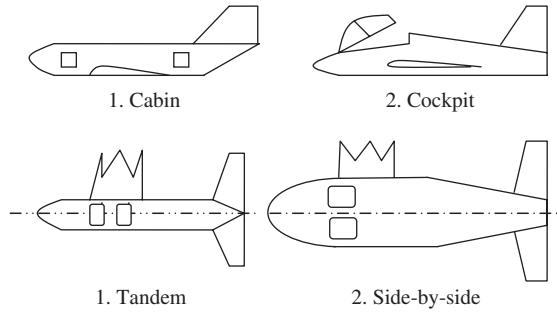 1. Cabin
2. Cockpit
1. Tandem
2. Side-by-side